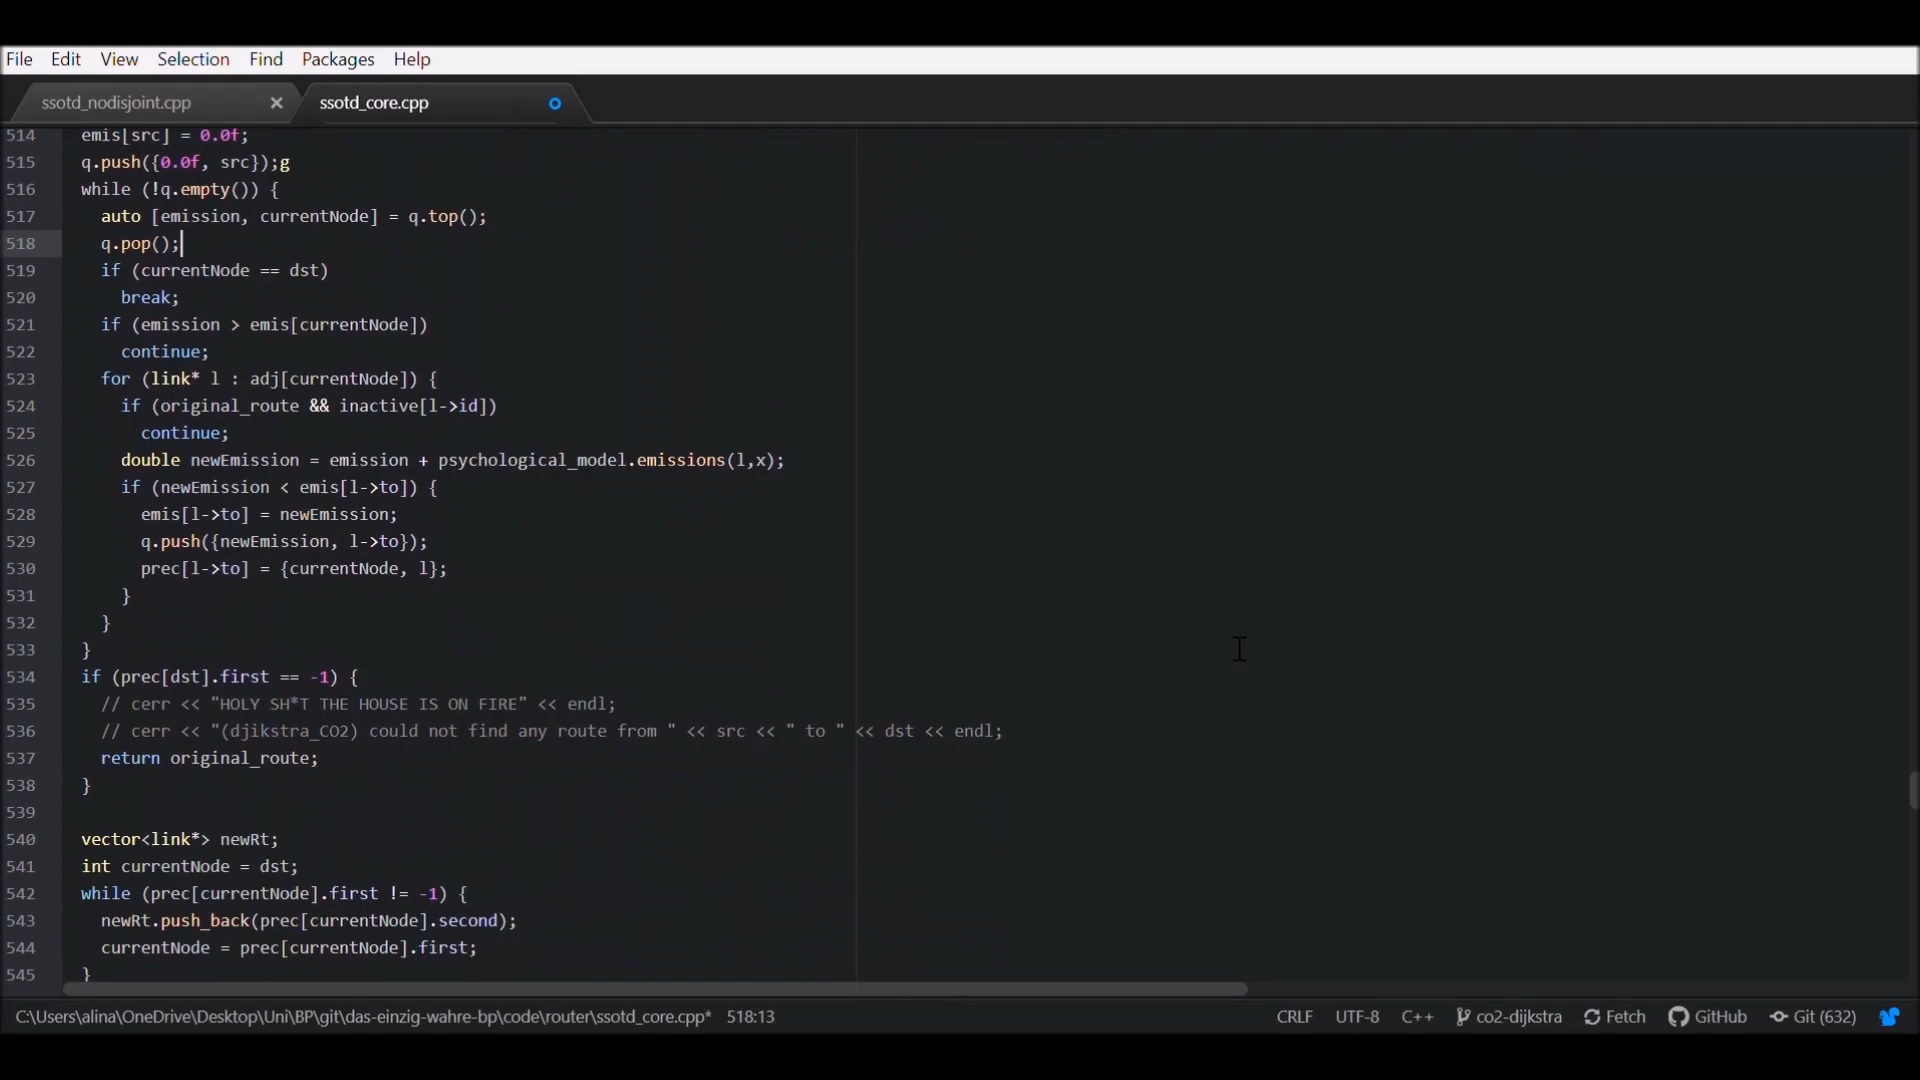 File Edit View Selection Find Packages Help
ssotd_nodisjoint.cpp ssotd_core.cpp
514 emis[src] = 0.0f;
515 q.push({0.0f, src});g
516 while (!q.empty()) {
517 auto [emission, currentNode] = q.top();
518 q.pop();
519 if (currentNode == dst)
520 break;
521 if (emission > emis[currentNode])
522 continue;
523 for (link* l : adj[currentNode]) {
524 if (original_route && inactive[l->id])
525 continue;
526 double newEmission = emission + psychological_model.emissions(l,x);
527 if (newEmission < emis[l->to]) {
528 emis[l->to] = newEmission;
529 q.push({newEmission, l->to});
530 prec[l->to] = {currentNode, l};
531 }
532 }
533 }
534 if (prec[dst].first == -1) {
535 // cerr << "HOLY SH*T THE HOUSE IS ON FIRE" << endl;
536 // cerr << "(djikstra_CO2) could not find any route from " << src << " to " << dst << endl;
537 return original_route;
538 }
539
540 vector<link*> newRt;
541 int currentNode = dst;
542 while (prec[currentNode].first != -1) {
543 newRt.push_back(prec[currentNode].second);
544 currentNode = prec[currentNode].first;
545 }
C:\Users\alina\OneDrive\Desktop\Uni\BP\git\das-einzig-wahre-bp\code\router\ssotd_core.cpp* 518:13 CRLF UTF-8 C++ co2-dijkstra Fetch GitHub Git (632)